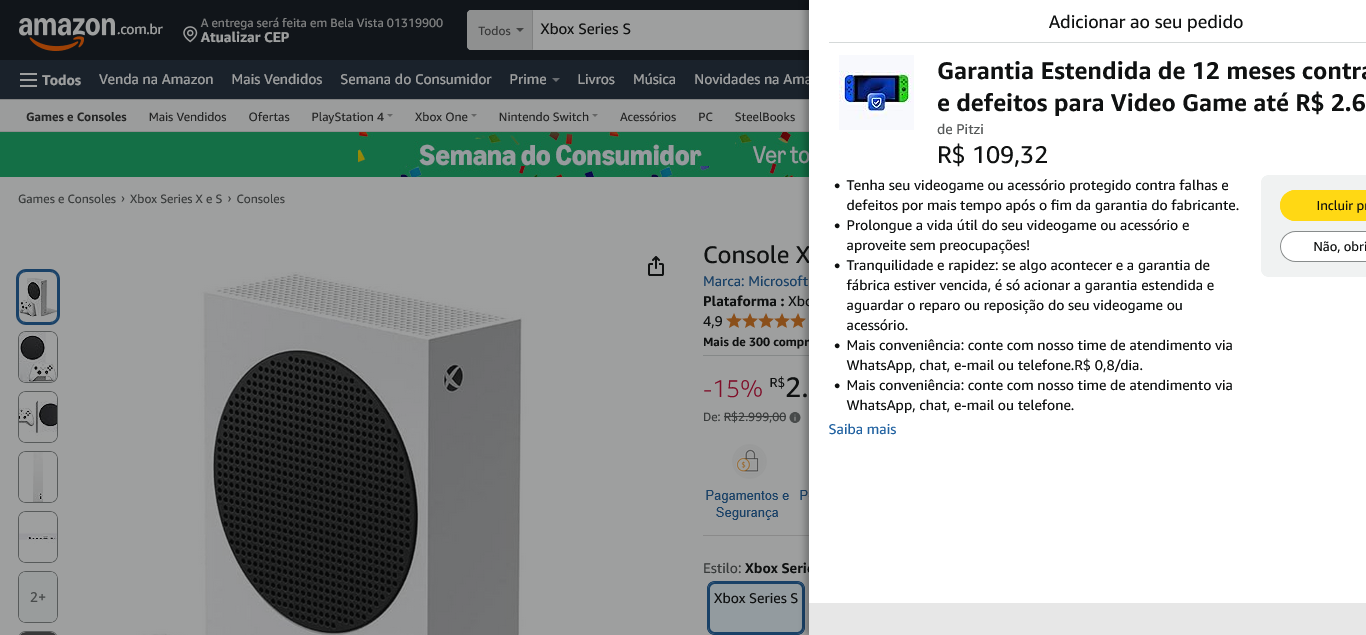 amazon.com.br
A entrega será feita em Bela Vista 01319900
Atualizar CEP
Todos
Xbox Series S
Todos
Venda na Amazon
Mais Vendidos
Semana do Consumidor
Prime
Livros
Música
Novidades na Ama
Games e Consoles
Mais Vendidos
Ofertas
PlayStation 4
Xbox One
Nintendo Switch
Acessórios
PC
SteelBooks
Semana do Consumidor
Ver to
Games e Consoles › Xbox Series X e S › Consoles
2+
Console X
Marca: Microsoft
Plataforma : Xbo
4,9
Mais de 300 compr
-15% R$2.
De: R$2.999,00
Pagamentos e
Segurança
P
Estilo: Xbox Serie
Xbox Series S
Adicionar ao seu pedido
Garantia Estendida de 12 meses contra
e defeitos para Video Game até R$ 2.6
de Pitzi
R$ 109,32
• Tenha seu videogame ou acessório protegido contra falhas e
defeitos por mais tempo após o fim da garantia do fabricante.
• Prolongue a vida útil do seu videogame ou acessório e
aproveite sem preocupações!
• Tranquilidade e rapidez: se algo acontecer e a garantia de
fábrica estiver vencida, é só acionar a garantia estendida e
aguardar o reparo ou reposição do seu videogame ou
acessório.
• Mais conveniência: conte com nosso time de atendimento via
WhatsApp, chat, e-mail ou telefone.R$ 0,8/dia.
• Mais conveniência: conte com nosso time de atendimento via
WhatsApp, chat, e-mail ou telefone.
Saiba mais
Incluir pr
Não, obri